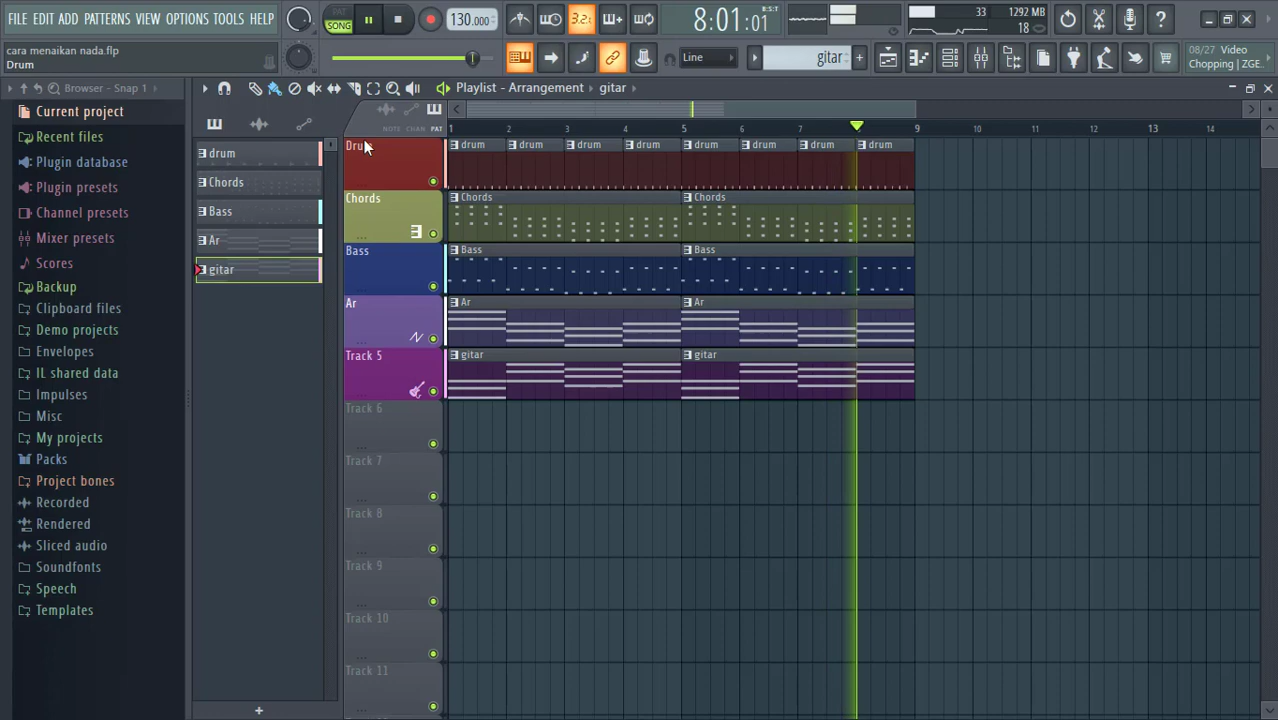 FILE EDIT ADD PATTERNS VIEW OPTIONS TOOLS HELP
PAT
SONG
130.000
3.2
8:01:01
B:S:T
33
1292 MB
18
cara menaikan nada.flp
Drum
Line
gitar
08/27 Video
Chopping | ZGE..
Browser - Snap 1
Playlist - Arrangement
gitar
Current project
Recent files
Plugin database
Plugin presets
Channel presets
Mixer presets
Scores
Backup
Clipboard files
Demo projects
Envelopes
IL shared data
Impulses
Misc
My projects
Packs
Project bones
Recorded
Rendered
Sliced audio
Soundfonts
Speech
Templates
drum
Chords
Bass
Ar
gitar
NOTE CHAN PAT
1 2 3 4 5 6 7 8 9 10 11 12 13 14
drum drum drum drum drum drum drum drum
Chords
Chords Chords
Bass
Bass Bass
Ar
Ar Ar
Track 5
gitar gitar
Track 6
Track 7
Track 8
Track 9
Track 10
Track 11